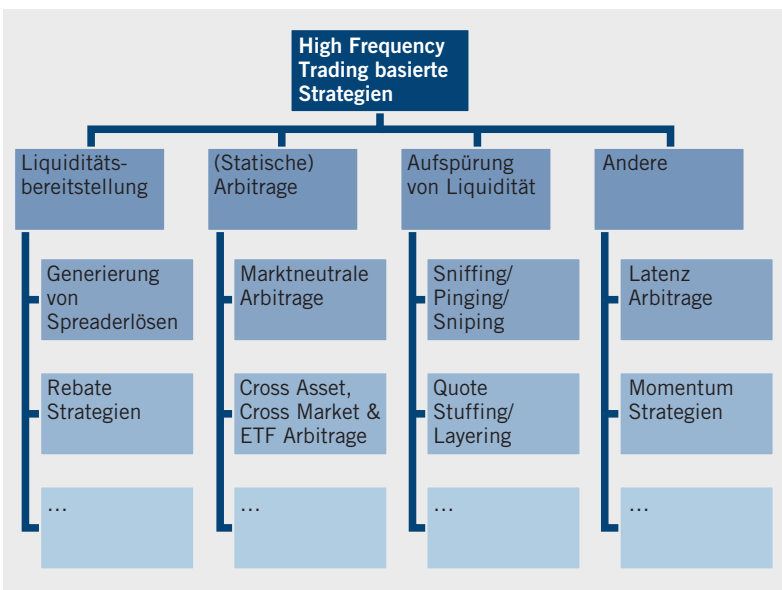 High Frequency
Trading basierte
Strategien
Liquiditäts-
bereitstellung
Generierung
von
Spreaderlösen
Rebate
Strategien
...
(Statische)
Arbitrage
Marktneutrale
Arbitrage
Cross Asset,
Cross Market &
ETF Arbitrage
...
Aufspürung
von Liquidität
Sniffing/
Pinging/
Sniping
Quote
Stuffing/
Layering
...
Andere
Latenz
Arbitrage
Momentum
Strategien
...